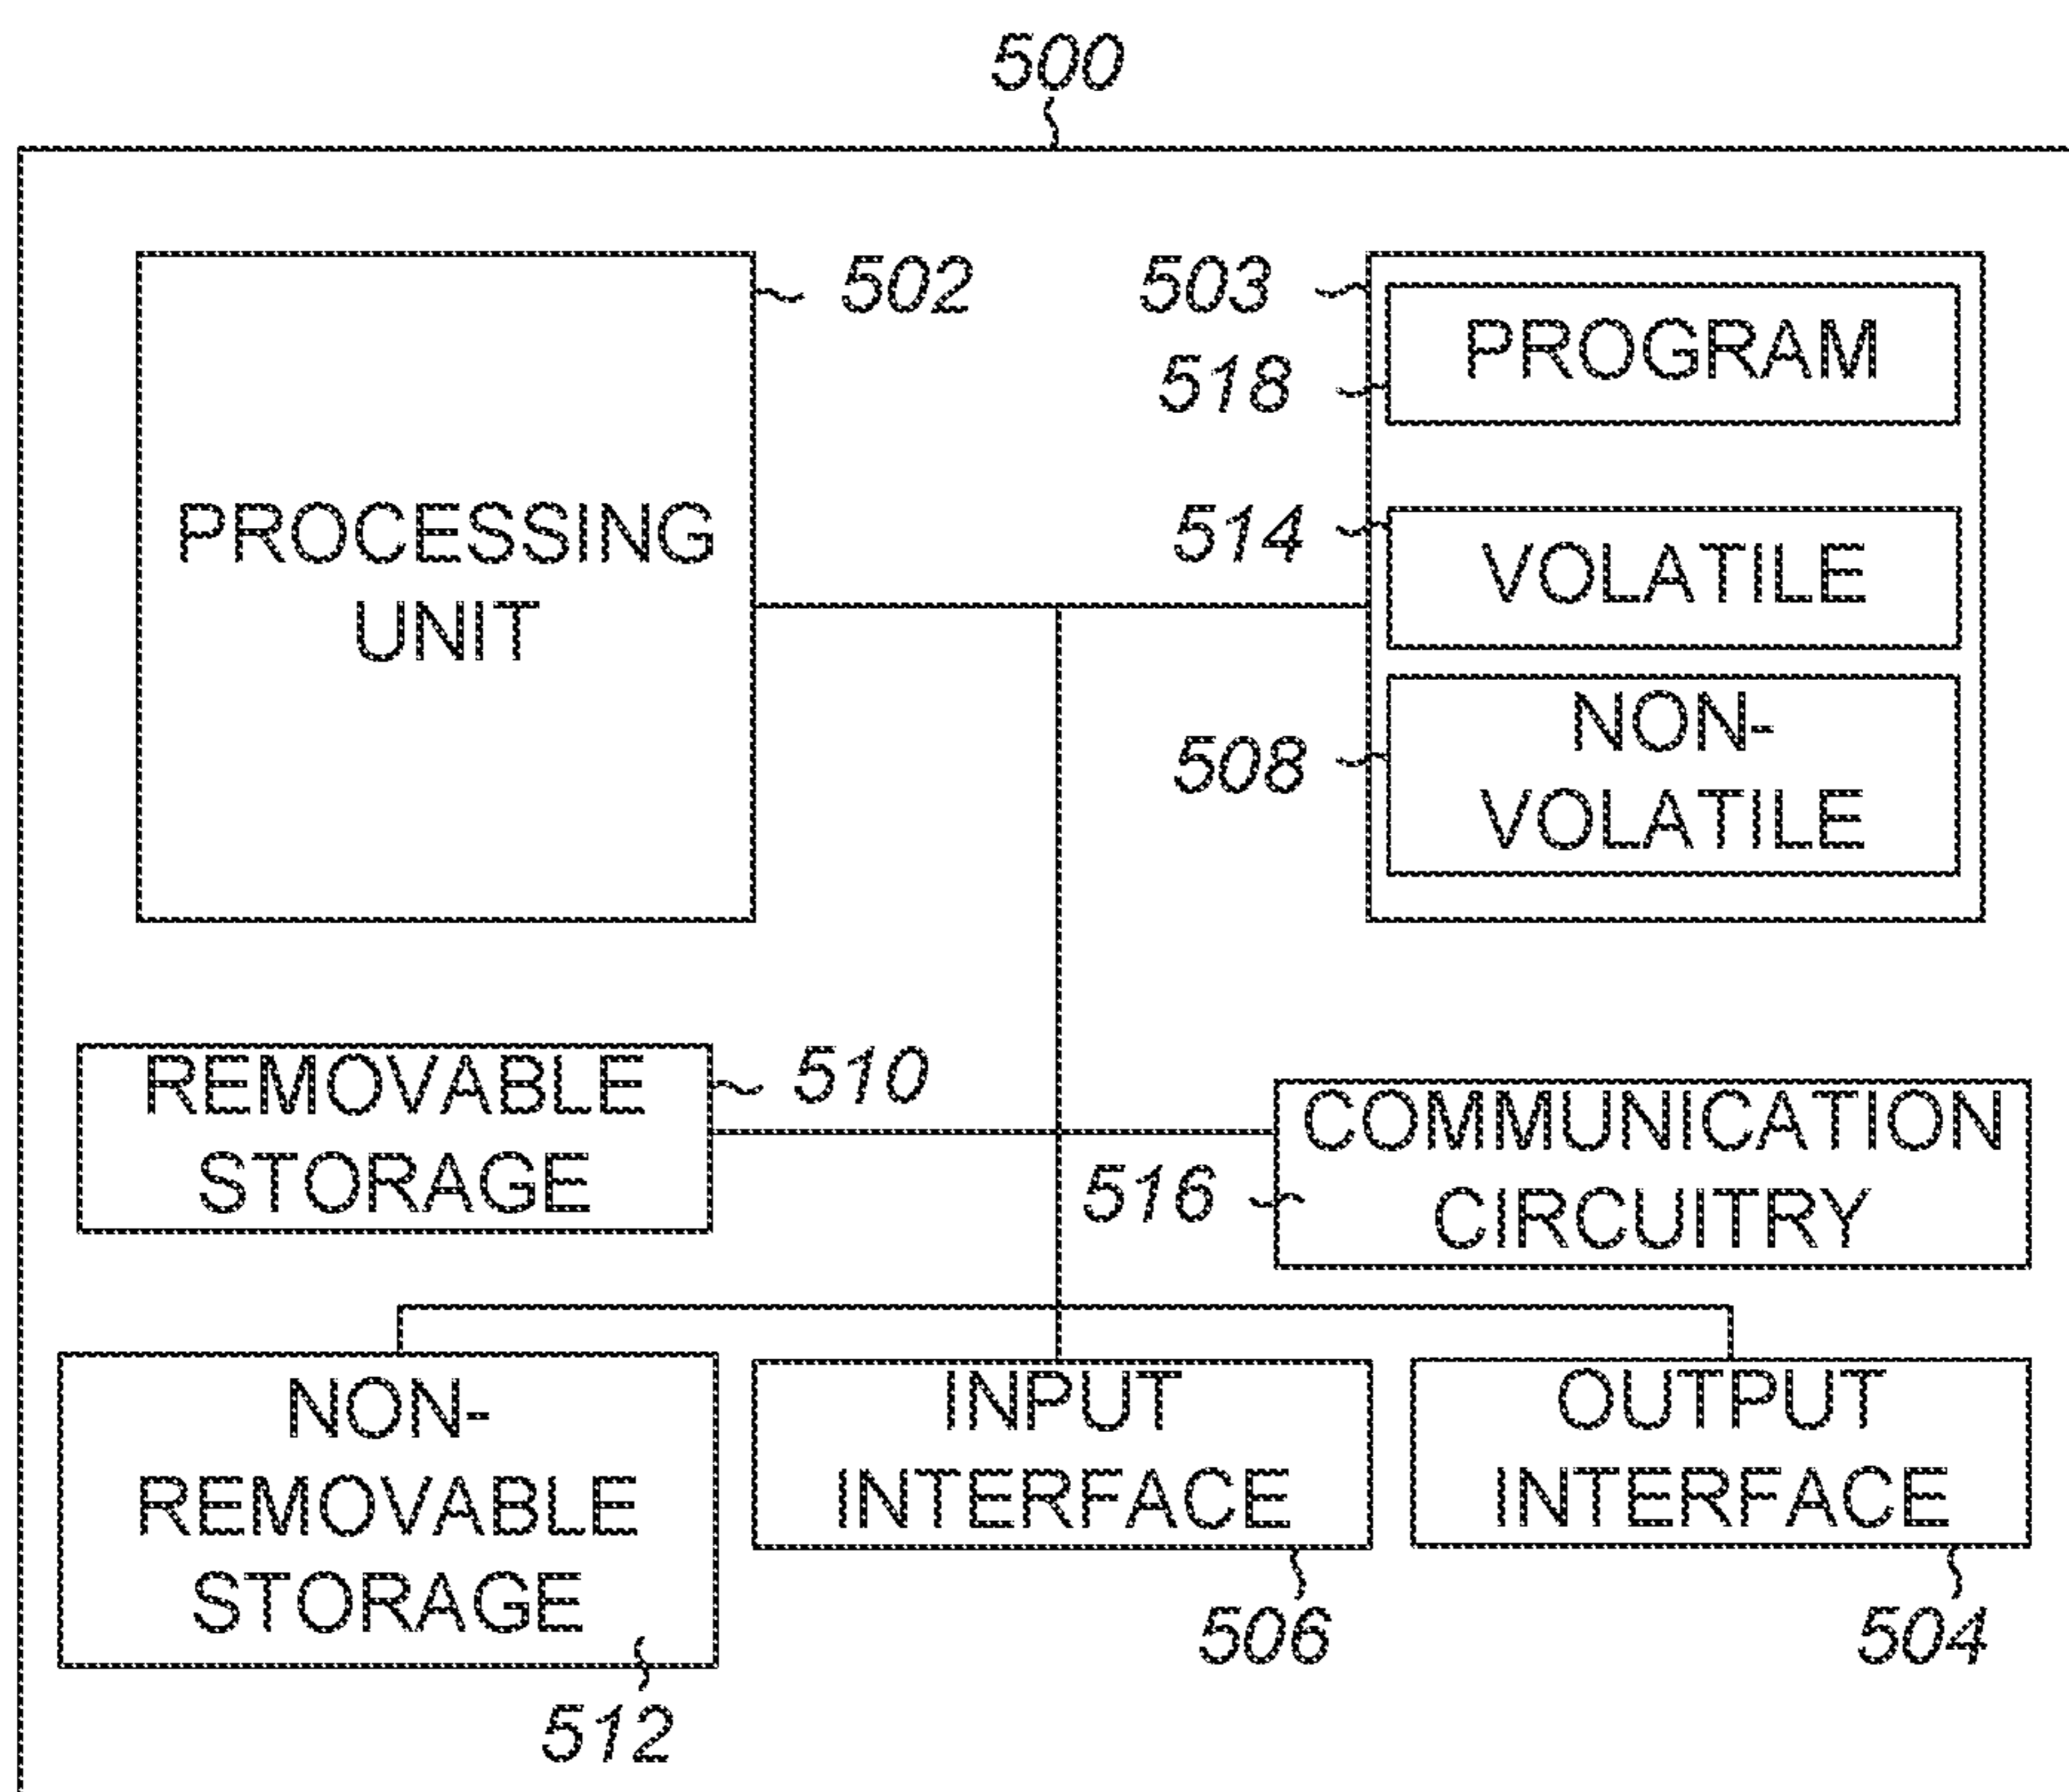 500
502
503
PROGRAM
518
PROCESSING
UNIT
514
VOLATILE
508
NON-
VOLATILE
REMOVABLE
STORAGE
510
COMMUNICATION
CIRCUITRY
516
NON-
REMOVABLE
STORAGE
512
INPUT
INTERFACE
506
OUTPUT
INTERFACE
504